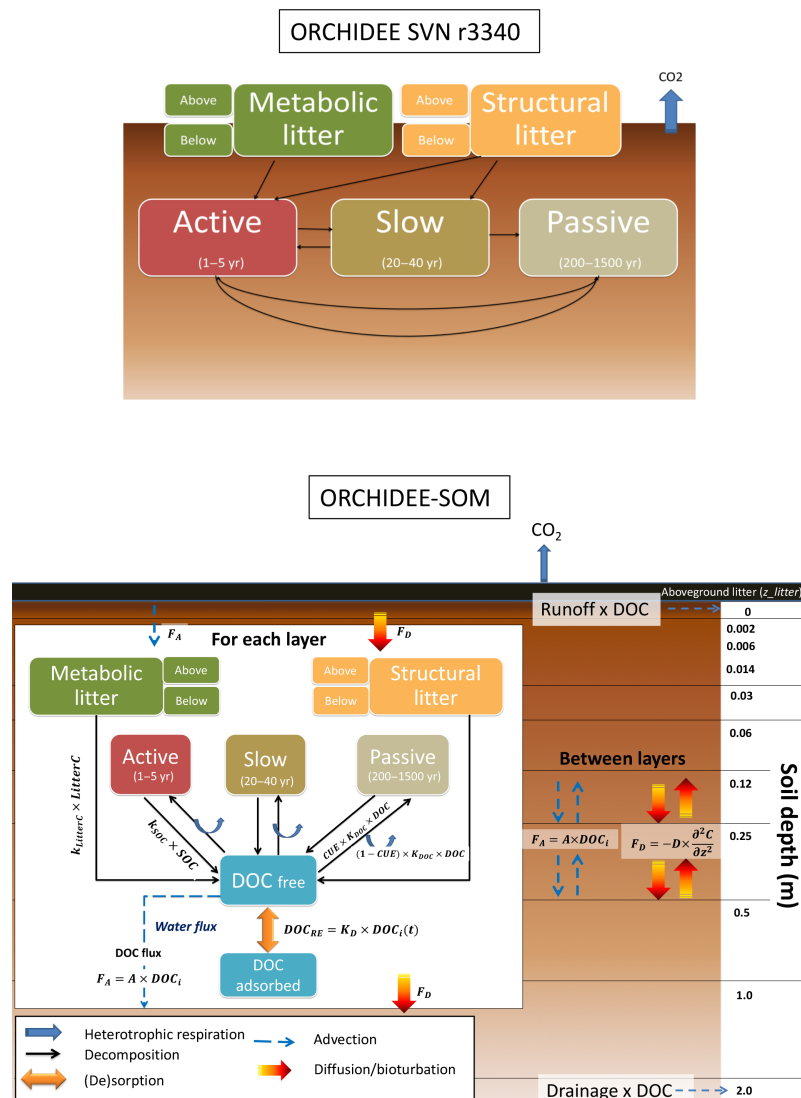 ORCHIDEE SVN r3340
CO2
Above
Metabolic
litter
Below
Above
Structural
litter
Below
Active
(1–5 yr)
Slow
(20–40 yr)
Passive
(200–1500 yr)
ORCHIDEE-SOM
CO₂
Aboveground litter (z_litter)
Runoff x DOC
0
F_A
For each layer
F_D
0.002
0.006
0.014
0.03
0.06
0.12
0.25
0.5
1.0
2.0
Soil depth (m)
Metabolic
litter
Above
Below
Above
Below
Structural
litter
Active
(1–5 yr)
Slow
(20–40 yr)
Passive
(200–1500 yr)
k_LitterC × LitterC
k_SOC × SOC
CUE × K_DOC × DOC
(1 − CUE) × K_DOC × DOC
DOC free
Water flux
DOC_RE = K_D × DOC_i(t)
DOC flux
F_A = A × DOC_i
DOC
adsorbed
F_D
Between layers
F_A = A×DOC_i
F_D = −D × ∂²C/∂z²
Heterotrophic respiration
Decomposition
(De)sorption
Advection
Diffusion/bioturbation
Drainage x DOC